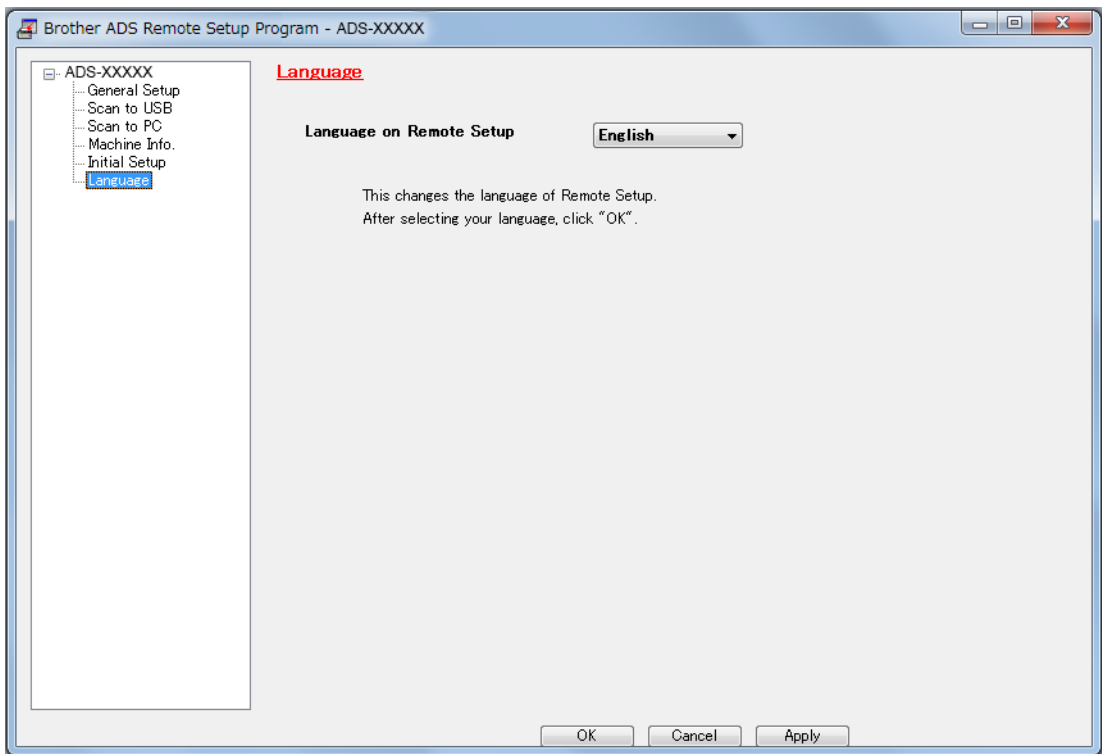 Brother ADS Remote Setup Program - ADS-XXXXX
ADS-XXXXX
General Setup
Scan to USB
Scan to PC
Machine Info.
Initial Setup
Language
Language
Language on Remote Setup
English
This changes the language of Remote Setup.
After selecting your language, click "OK".
OK
Cancel
Apply